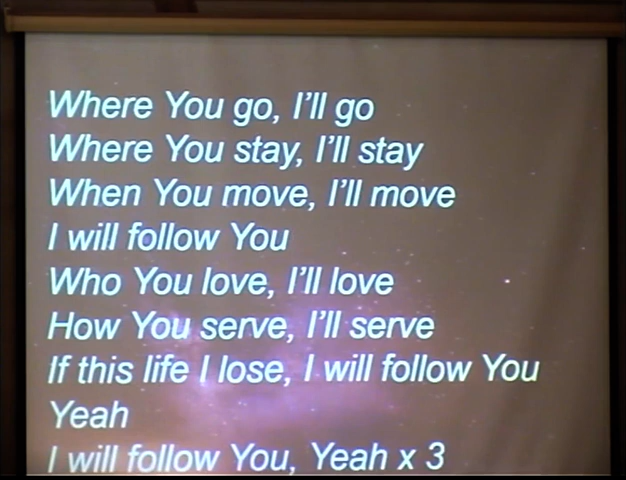 Where You go, I'll go
Where You stay, I'll stay
When You move, I'll move
I will follow You
Who You love, I'll love
How You serve, I'll serve
If this life I lose, I will follow You
Yeah
I will follow You, Yeah x 3